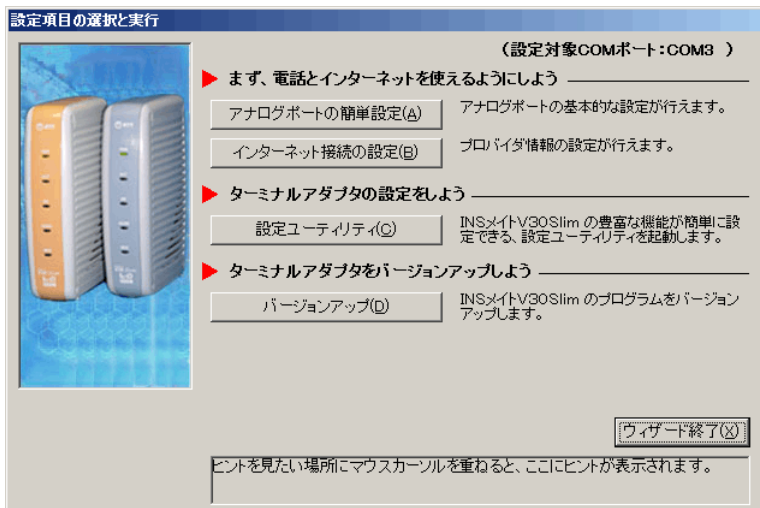 設定項目の選択と実行
(設定対象COMポート:COM3 )
まず、電話とインターネットを使えるようにしよう
アナログポートの簡単設定(A)
アナログポートの基本的な設定が行えます。
インターネット接続の設定(B)
プロバイダ情報の設定が行えます。
ターミナルアダプタの設定をしよう
設定ユーティリティ(C)
INSメイトV30Slim の豊富な機能が簡単に設
定できる、設定ユーティリティを起動します。
ターミナルアダプタをバージョンアップしよう
バージョンアップ(D)
INSメイトV30Slim のプログラムをバージョン
アップします。
ウィザード終了(X)
ヒントを見たい場所にマウスカーソルを重ねると、ここにヒントが表示されます。